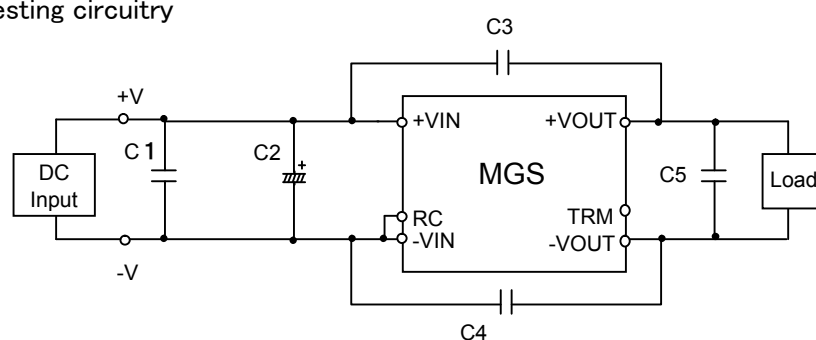 esting circuitry
C3
+V
+VIN
+VOUT
C1
C2
+
DC
Input
MGS
C5
Load
RC
TRM
-VIN
-VOUT
-V
C4